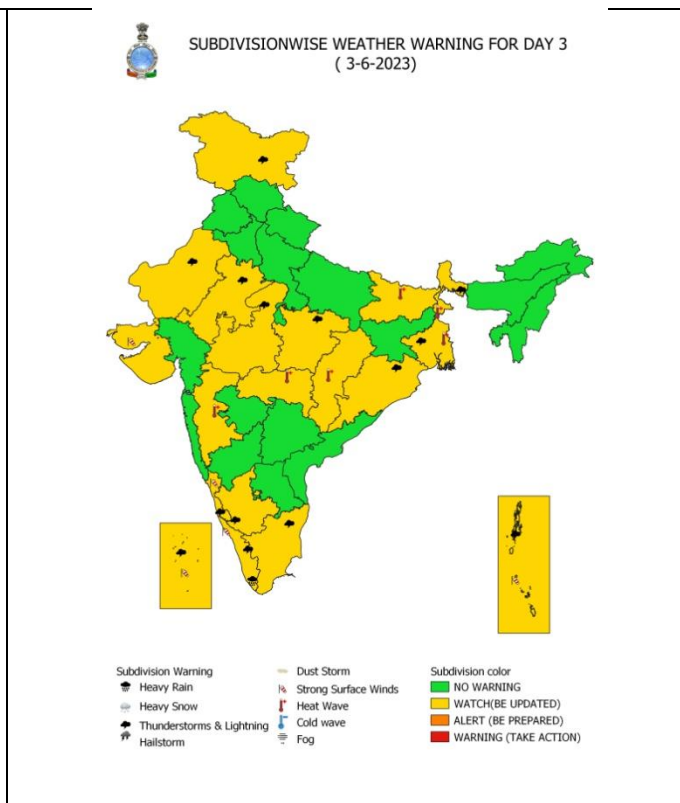 SUBDIVISIONWISE WEATHER WARNING FOR DAY 3
( 3-6-2023)
Subdivision Warning
Heavy Rain
Heavy Snow
Thunderstorms & Lightning
Hailstorm
Dust Storm
Strong Surface Winds
Heat Wave
Cold wave
Fog
Subdivision color
NO WARNING
WATCH(BE UPDATED)
ALERT (BE PREPARED)
WARNING (TAKE ACTION)